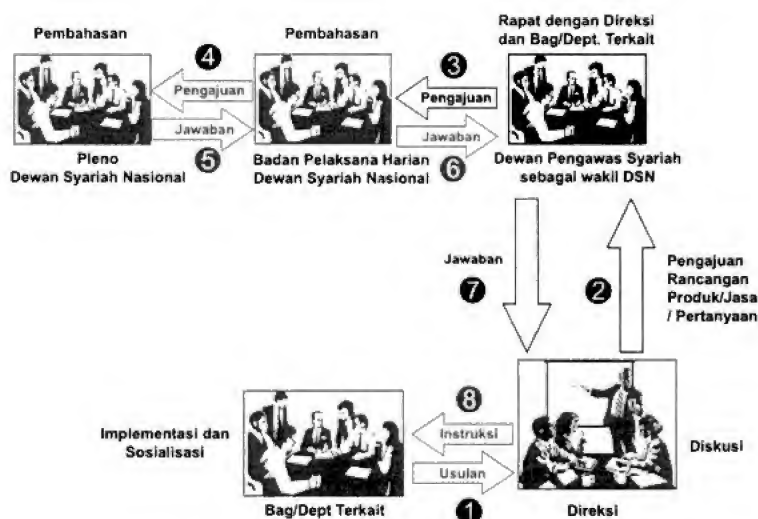 Pembahasan
Pembahasan
Rapat dengan Direksi
dan Bag/Dept. Terkait
4
Pengajuan
Jawaban
5
3
Pengajuan
Jawaban
6
Pleno
Dewan Syariah Nasional
Badan Pelaksana Harian
Dewan Syariah Nasional
Dewan Pengawas Syariah
sebagai wakil DSN
Jawaban
7
2
Pengajuan
Rancangan
Produk/Jasa
/ Pertanyaan
Implementasi dan
Sosialisasi
8
Instruksi
Usulan
1
Diskusi
Bag/Dept Terkait
Direksi